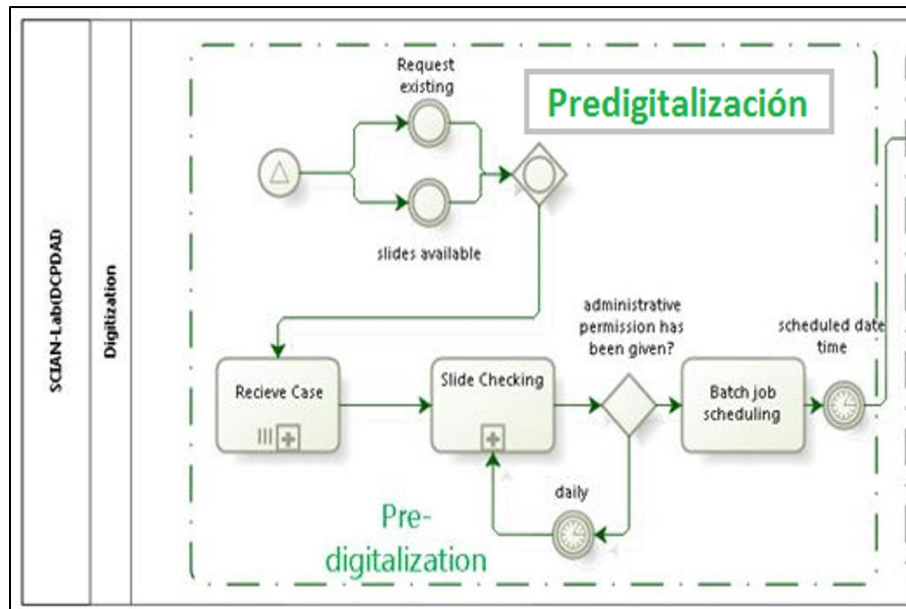 SCIAN-Lab(DCPDAI)
Digitization
Request
existing
Predigitalización
slides available
administrative
permission has
been given?
scheduled date
time
Recieve Case
Slide Checking
Batch job
scheduling
daily
Pre-
digitalization